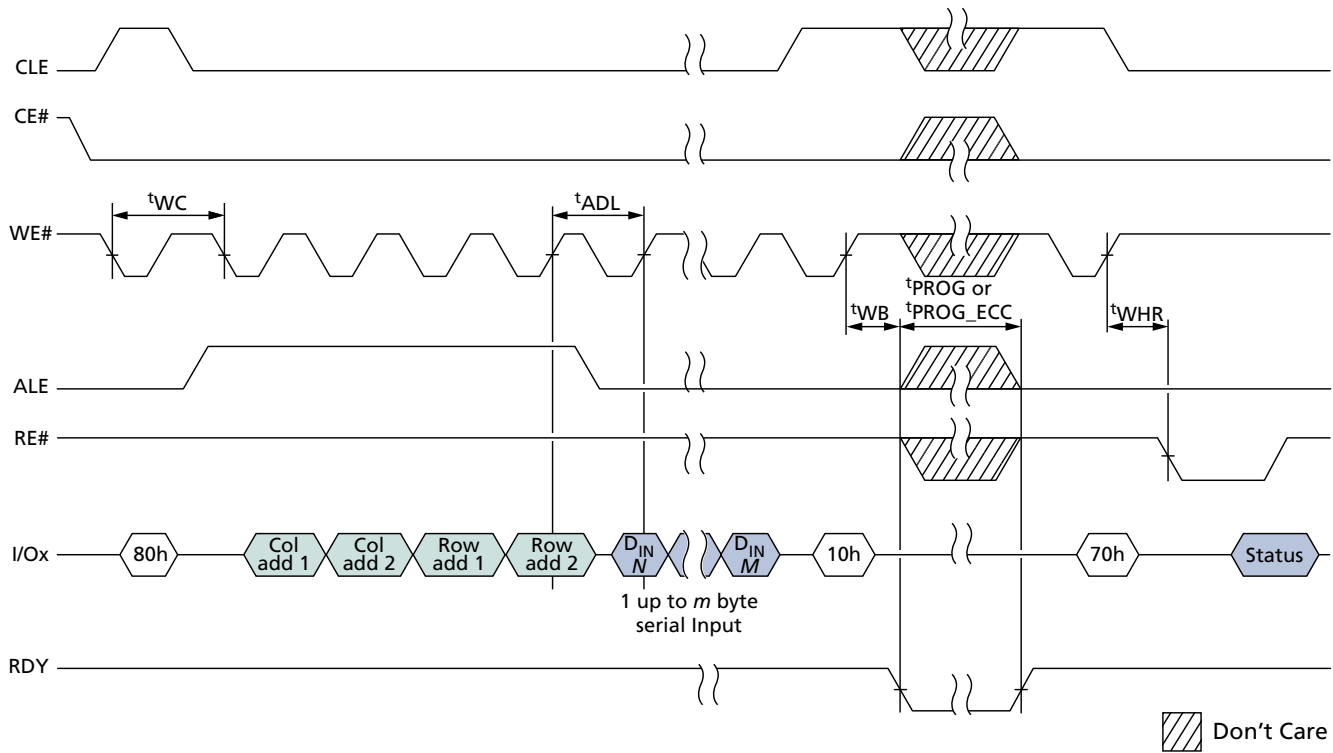 CLE
CE#
tWC
tADL
WE#
tPROG or
tWB
tPROG_ECC
tWHR
ALE
RE#
I/Ox
80h
Col
add 1
Col
add 2
Row
add 1
Row
add 2
DIN
N
DIN
M
10h
70h
Status
1 up to m byte
serial Input
RDY
Don't Care